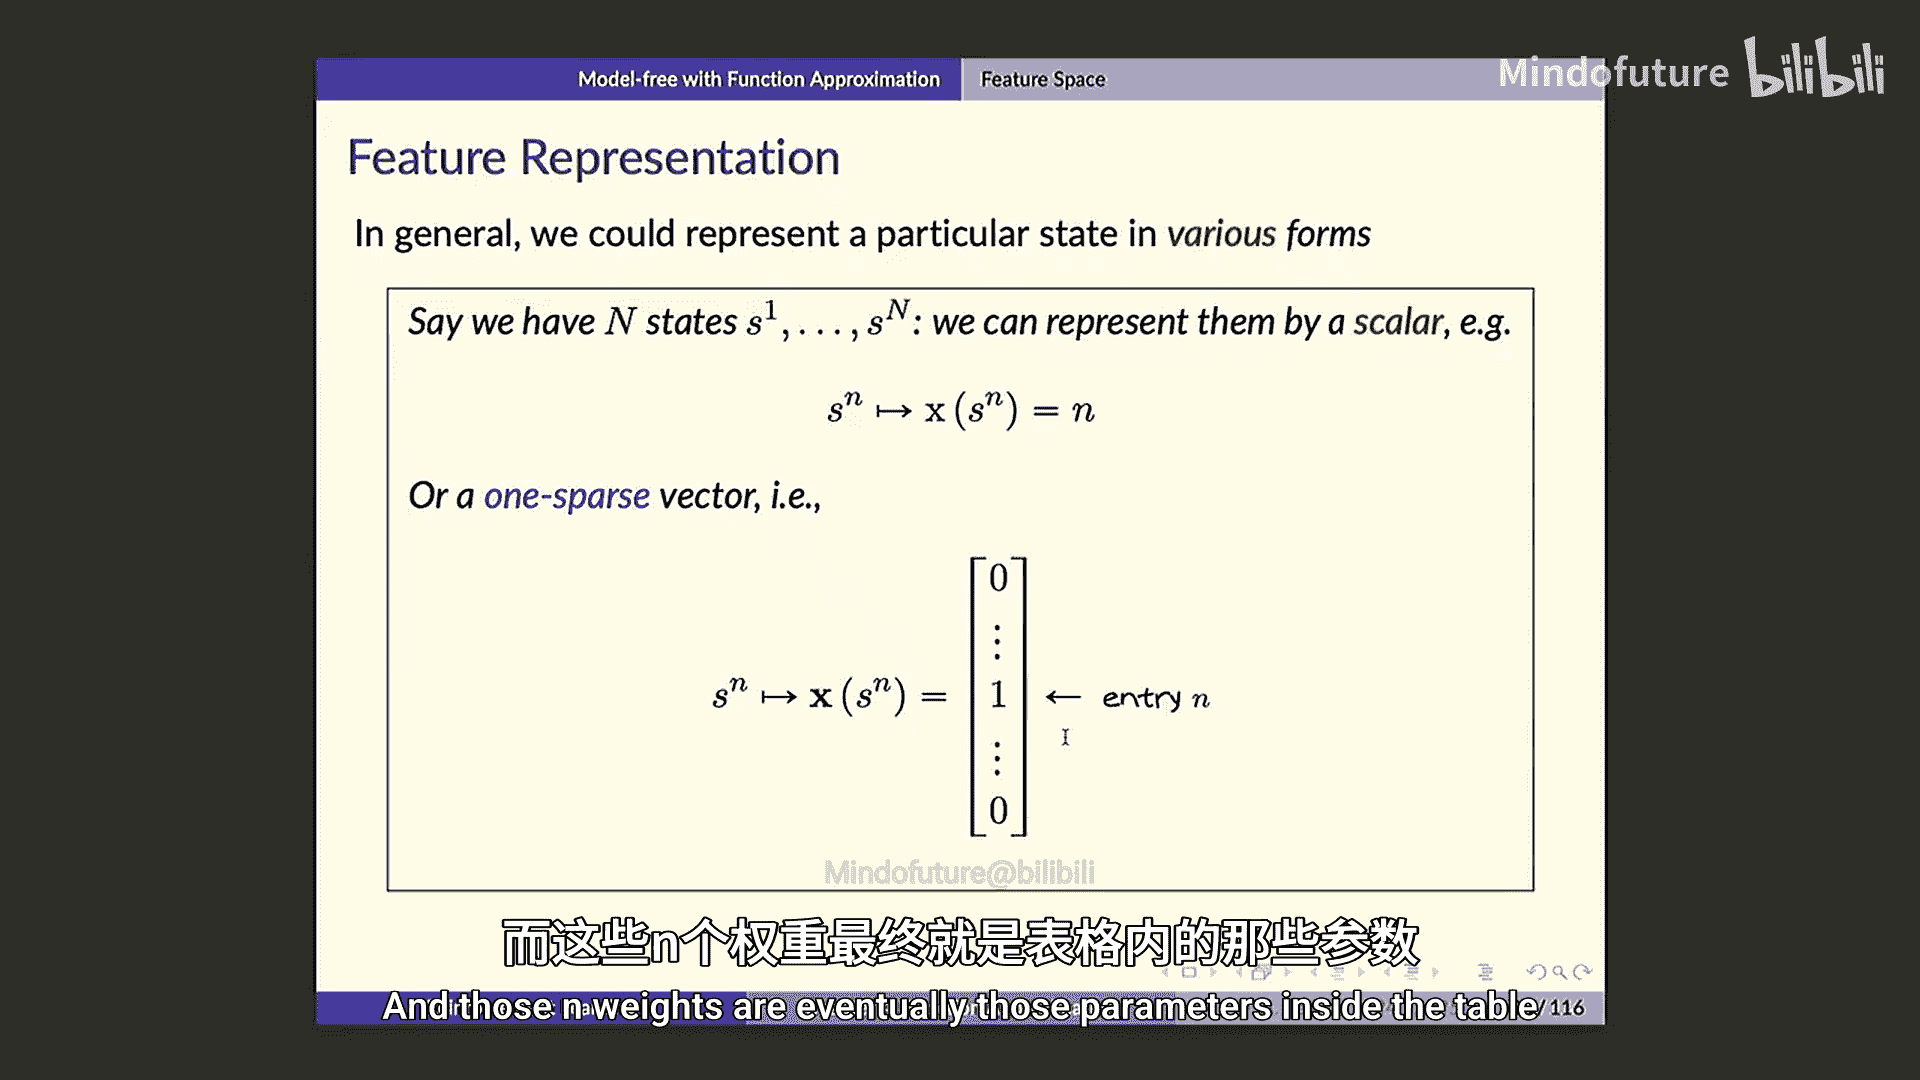 Mindofuture bilibili
Model-free with Function Approximation Feature Space
Feature Representation
In general, we could represent a particular state in various forms
Say we have N states s^1, . . . , s^N: we can represent them by a scalar, e.g.
s^n ↦ x (s^n) = n
Or a one-sparse vector, i.e.,
0
⋮
s^n ↦ x (s^n) = 1 ← entry n
⋮
0
Mindofuture@bilibili
而这些n个权重最终就是表格内的那些参数
And those n weights are eventually those parameters inside the table
/ 116